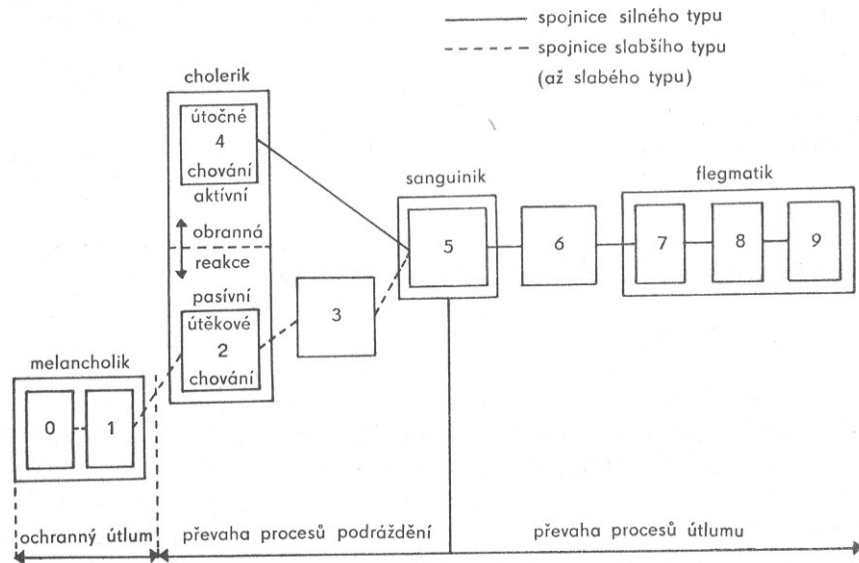 spojnice silného typu
spojnice slabšího typu
(až slabého typu)
cholerik
útočné
4
chování
aktívní
obranná
reakce
pasívní
útěkové
2
chování
3
sanguinik
5
6
flegmatik
7
8
9
melancholik
0
1
ochranný útlum
převaha procesů podráždění
převaha procesů útlumu